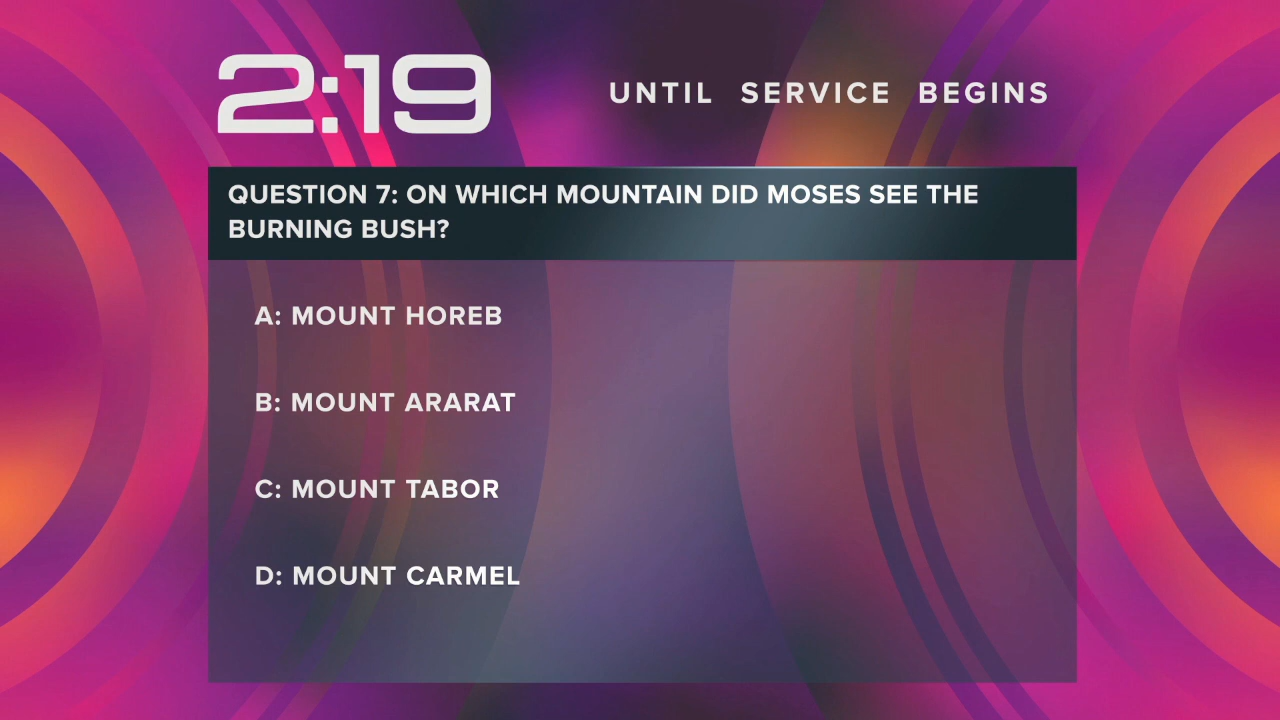 2:19
UNTIL SERVICE BEGINS
QUESTION 7: ON WHICH MOUNTAIN DID MOSES SEE THE
BURNING BUSH?
A: MOUNT HOREB
B: MOUNT ARARAT
C: MOUNT TABOR
D: MOUNT CARMEL